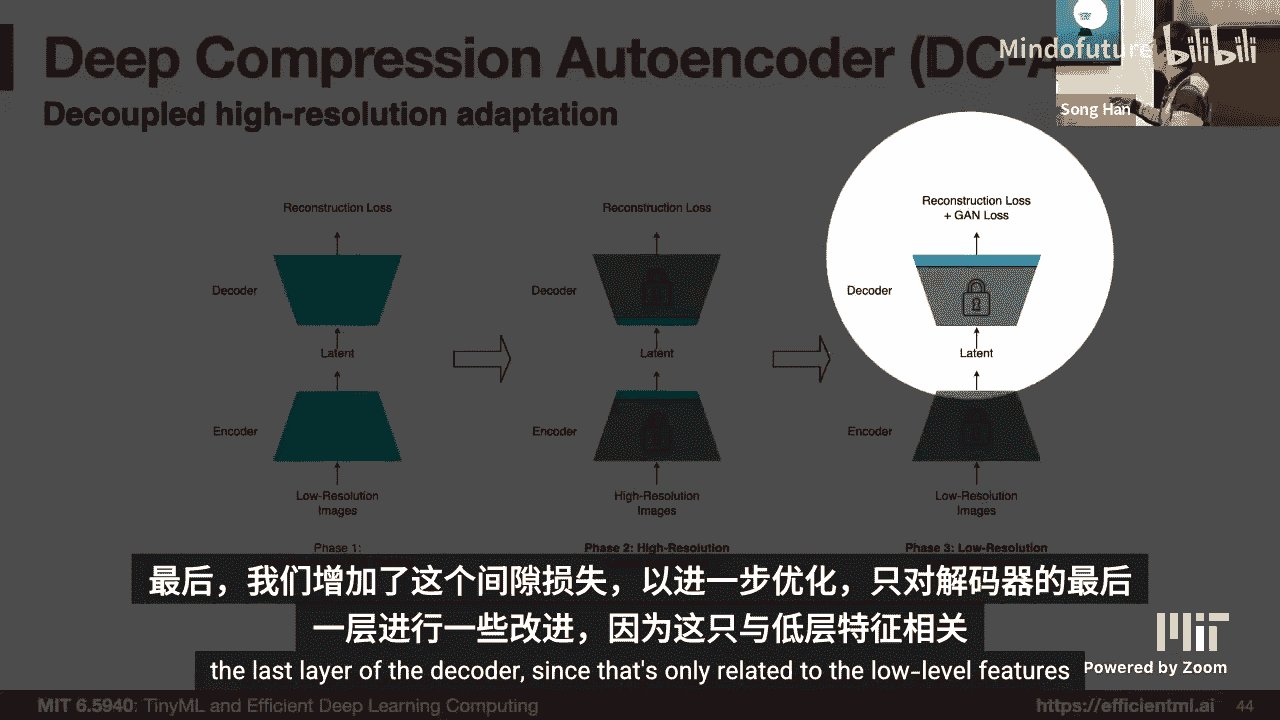 Deep Compression Autoencoder (DC-A
Mindofuture bilibili
Song Han
Decoupled high-resolution adaptation
Reconstruction Loss
Reconstruction Loss
Reconstruction Loss
+ GAN Loss
Decoder
Decoder
Decoder
Latent
Latent
Latent
Encoder
Encoder
Encoder
Low-Resolution
Images
High-Resolution
Images
Low-Resolution
Images
Phase 1:
Phase 2: High-Resolution
Phase 3: Low-Resolution
最后，我们增加了这个间隙损失，以进一步优化，只对解码器的最后
一层进行一些改进，因为这只与低层特征相关
the last layer of the decoder, since that's only related to the low-level features
MIT
Powered by Zoom
MIT 6.5940: TinyML and Efficient Deep Learning Computing
https://efficientml.ai
44